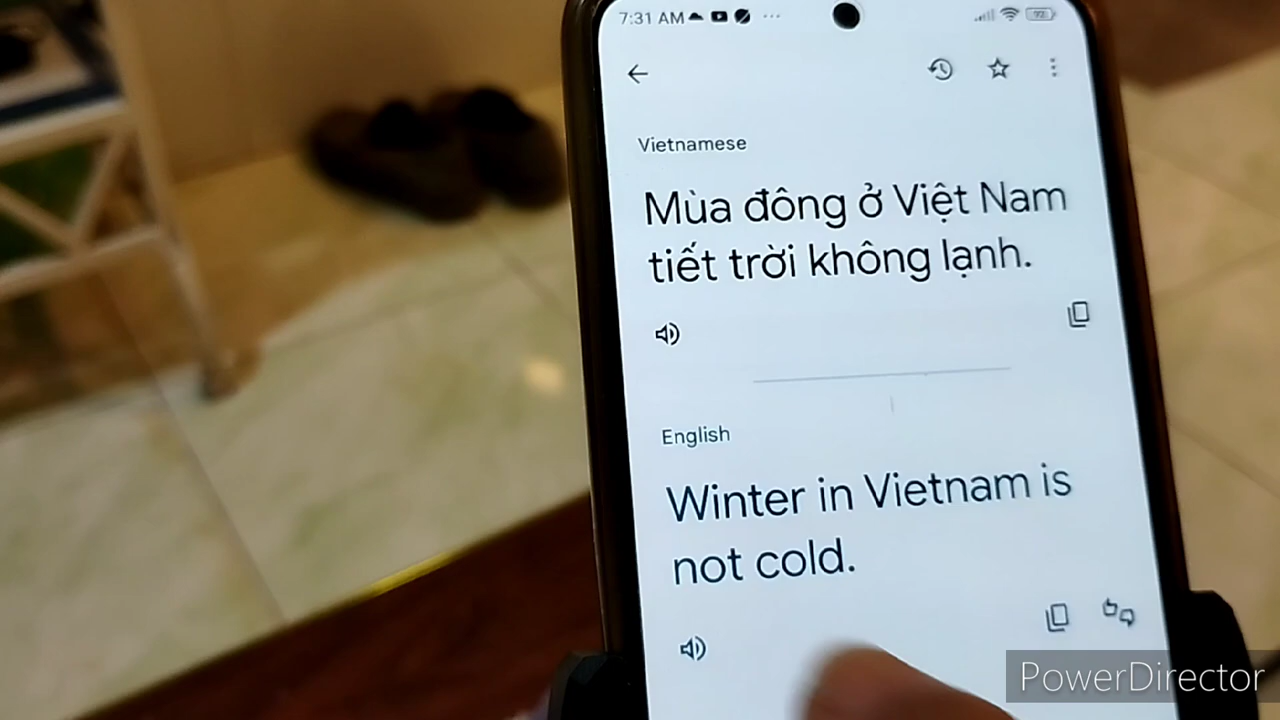 7:31 AM
Vietnamese
Mùa đông ở Việt Nam
tiết trời không lạnh.
English
Winter in Vietnam is
not cold.
PowerDirector